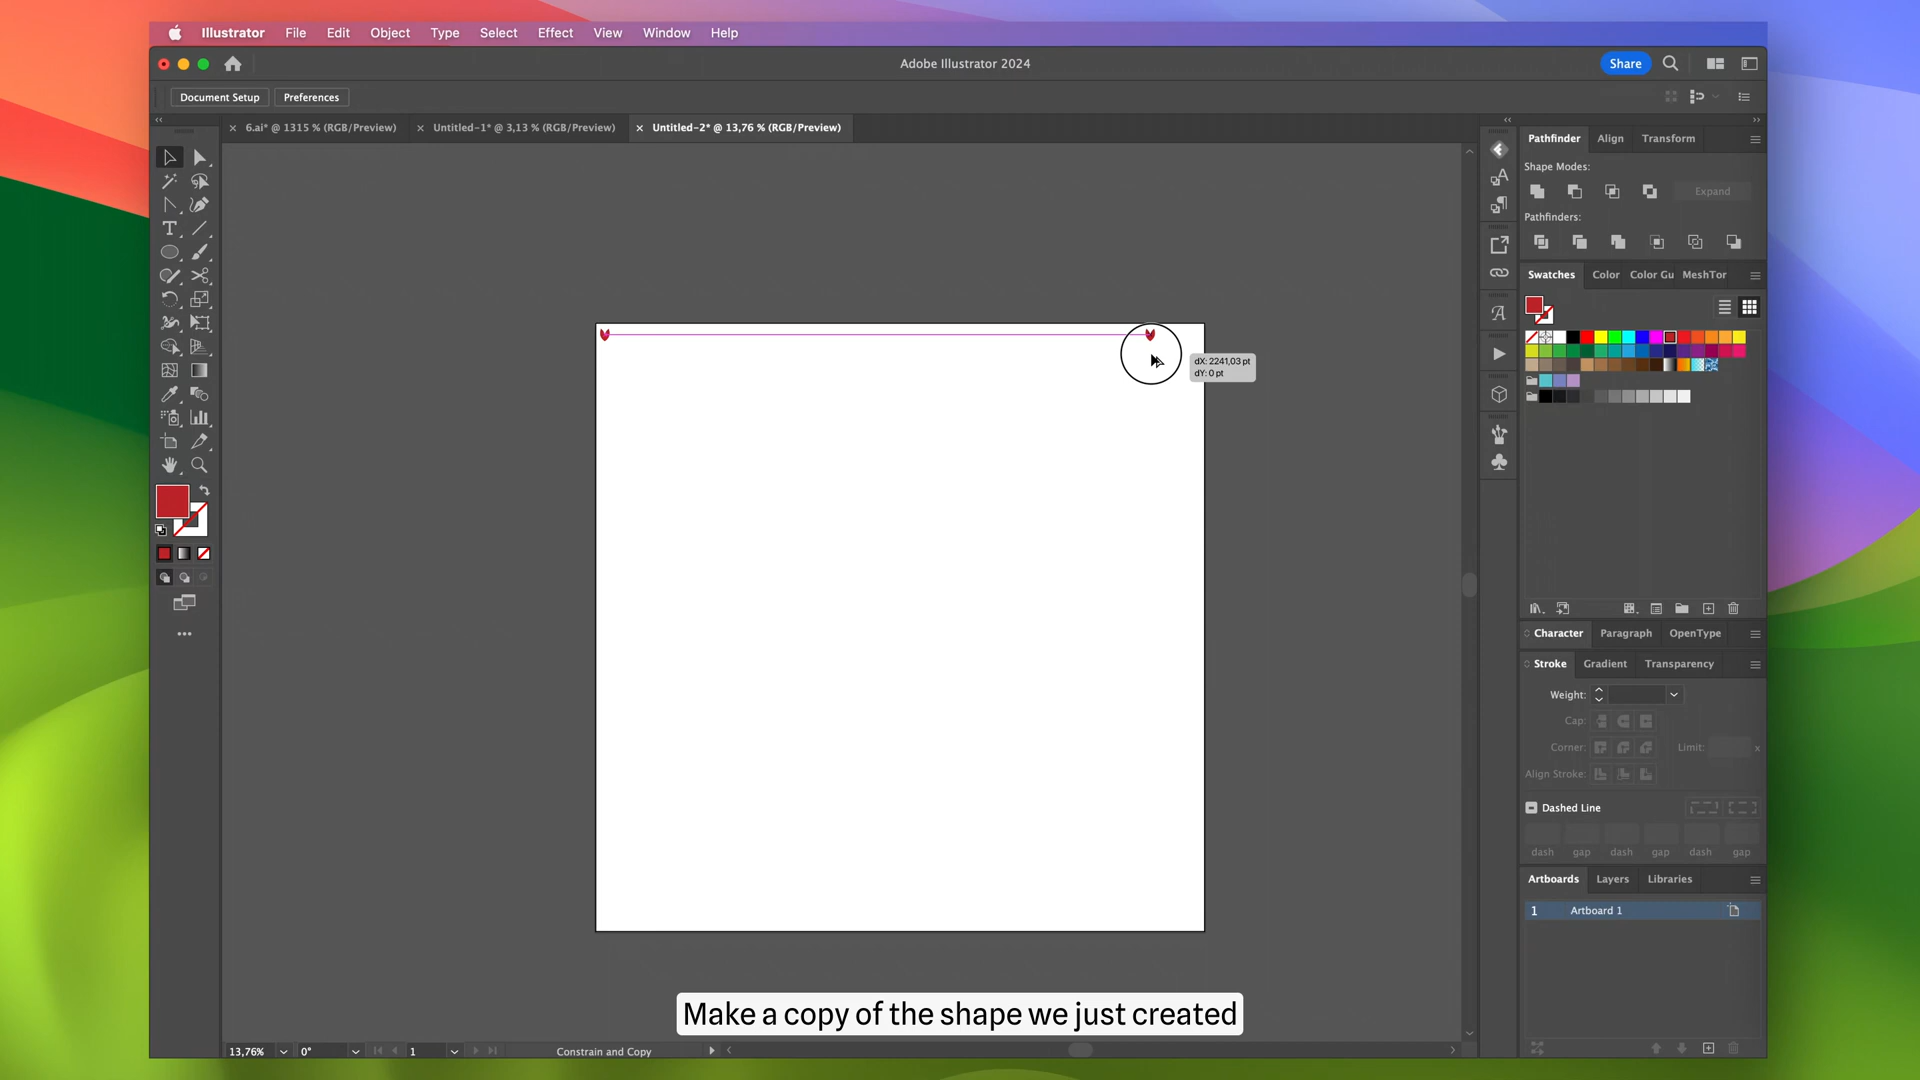 Illustrator File Edit Object Type Select Effect View Window Help
Adobe Illustrator 2024
Share
Document Setup
Preferences
6.ai* @ 1315 % (RGB/Preview)
Untitled-1* @ 3,13 % (RGB/Preview)
Untitled-2* @ 13,76 % (RGB/Preview)
Pathfinder Align Transform
Shape Modes:
Expand
Pathfinders:
Swatches Color Color Gu MeshTor
dX: 2241,03 pt
dY: 0 pt
Character Paragraph OpenType
Stroke Gradient Transparency
Weight:
Cap:
Corner:
Limit:
x
Align Stroke:
Dashed Line
dash gap dash gap dash gap
Artboards Layers Libraries
1 Artboard 1
Make a copy of the shape we just created
13,76%
0°
1
Constrain and Copy